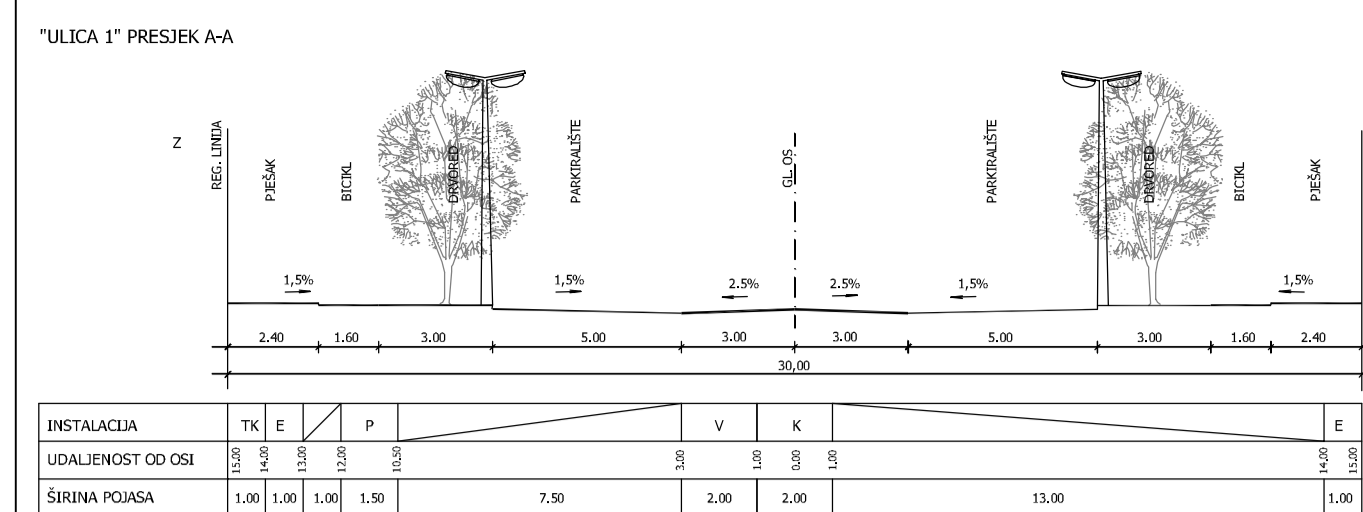 "ULICA 1" PRESJEK A-A
Z
REG. LINIJA
PJEŠAK
BICIKL
DRVORED
PARKIRALIŠTE
GL.OS
PARKIRALIŠTE
DRVORED
BICIKL
PJEŠAK
1,5% 1,5% 2.5% 2.5% 1,5% 1,5%
2.40 1.60 3.00 5.00 3.00 3.00 5.00 3.00 1.60 2.40
30,00
INSTALACIJA TK E P V K E
UDALJENOST OD OSI 15.00 14.00 13.00 12.00 10.50 3.00 1.00 0.00 1.00 14.00 15.00
ŠIRINA POJASA 1.00 1.00 1.00 1.50 7.50 2.00 2.00 13.00 1.00